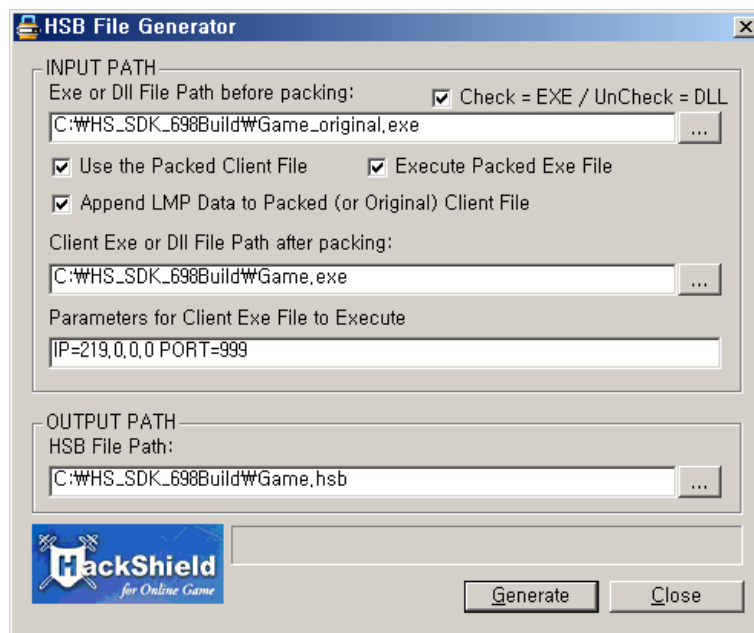 HSB File Generator
INPUT PATH
Exe or Dll File Path before packing:
Check = EXE / UnCheck = DLL
C:₩HS_SDK_698Build₩Game_original.exe
...
Use the Packed Client File
Execute Packed Exe File
Append LMP Data to Packed (or Original) Client File
Client Exe or Dll File Path after packing:
C:₩HS_SDK_698Build₩Game.exe
...
Parameters for Client Exe File to Execute
IP=219.0.0.0 PORT=999
OUTPUT PATH
HSB File Path:
C:₩HS_SDK_698Build₩Game.hsb
...
HackShield
for Online Game
Generate
Close